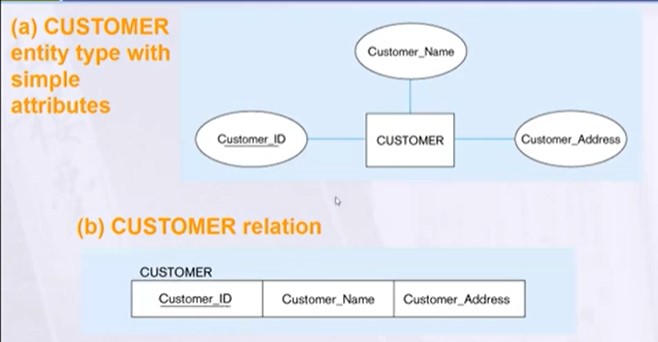 (a) CUSTOMER
entity type with
simple
attributes
Customer_Name
Customer_ID
CUSTOMER
Customer_Address
(b) CUSTOMER relation
CUSTOMER
Customer_ID
Customer_Name
Customer_Address